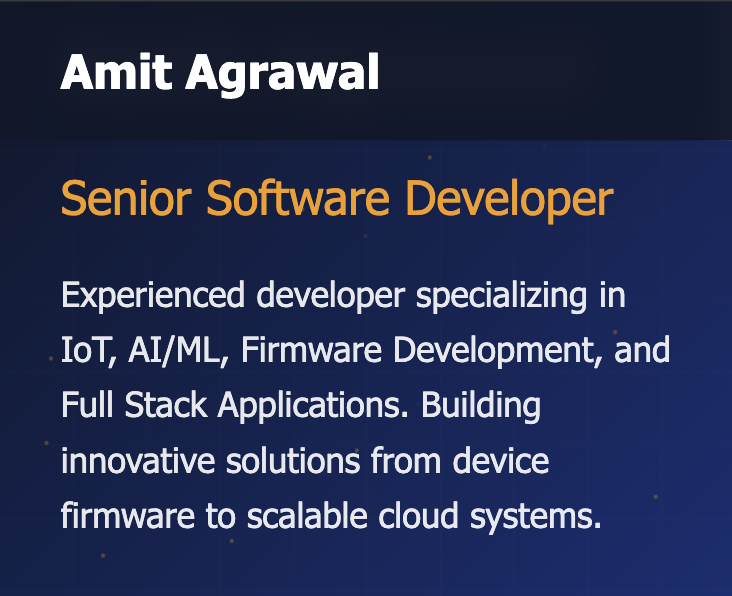 Amit Agrawal
Senior Software Developer
Experienced developer specializing in
IoT, AI/ML, Firmware Development, and
Full Stack Applications. Building
innovative solutions from device
firmware to scalable cloud systems.